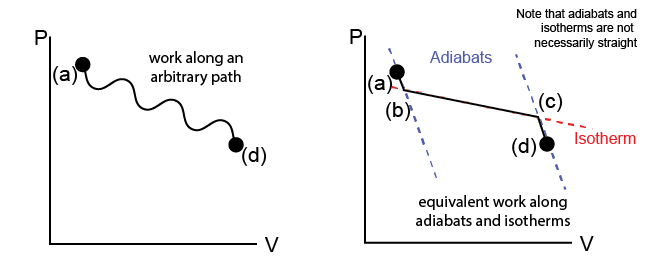 P
(a)
work along an
arbitrary path
(d)
V
Note that adiabats and
isotherms are not
necessarily straight
P
Adiabats
(a)
(b)
(c)
(d)
Isotherm
equivalent work along
adiabats and isotherms
V